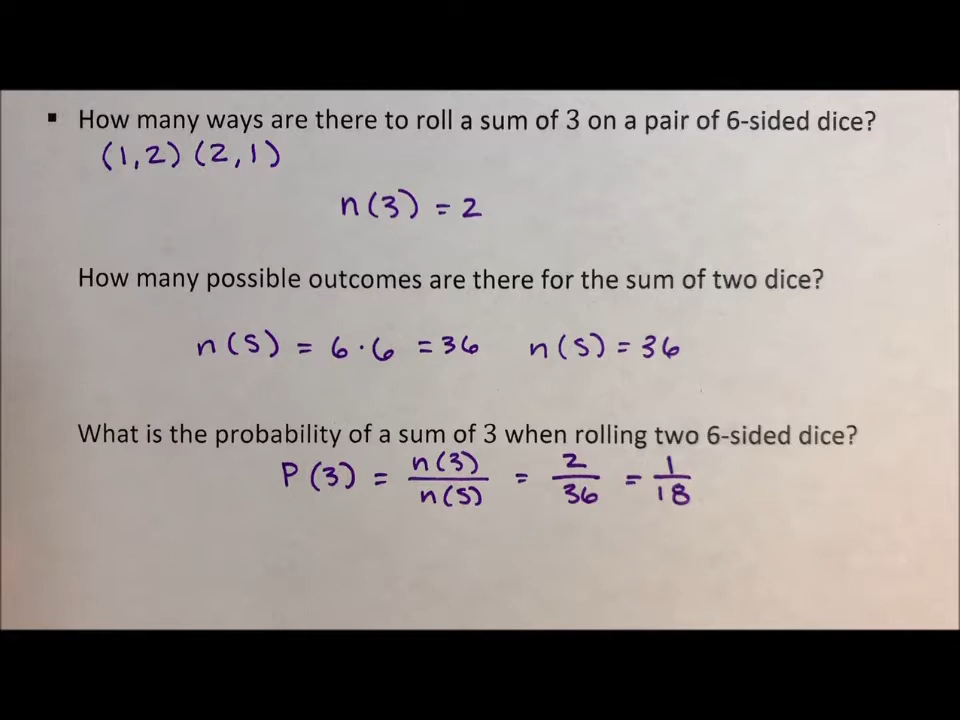 ▪ How many ways are there to roll a sum of 3 on a pair of 6-sided dice?
(1,2) (2,1)
n(3) = 2
How many possible outcomes are there for the sum of two dice?
n(S) = 6·6 = 36 n(S) = 36
What is the probability of a sum of 3 when rolling two 6-sided dice?
P(3) = n(3)/n(S) = 2/36 = 1/18